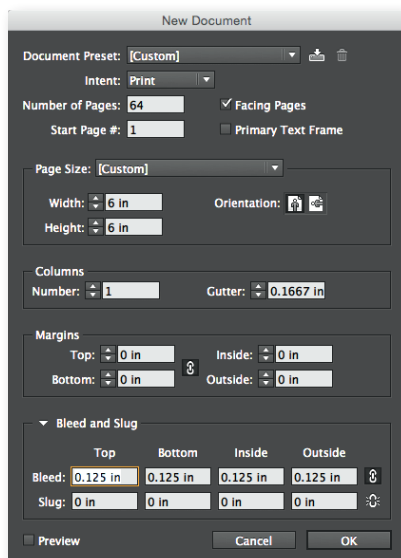 New Document
Document Preset: [Custom]
Intent: Print
Number of Pages: 64 Facing Pages
Start Page #: 1 Primary Text Frame
Page Size: [Custom]
Width: 6 in Orientation:
Height: 6 in
Columns
Number: 1 Gutter: 0.1667 in
Margins
Top: 0 in Inside: 0 in
Bottom: 0 in Outside: 0 in
Bleed and Slug
Top Bottom Inside Outside
Bleed: 0.125 in 0.125 in 0.125 in 0.125 in
Slug: 0 in 0 in 0 in 0 in
Preview Cancel OK